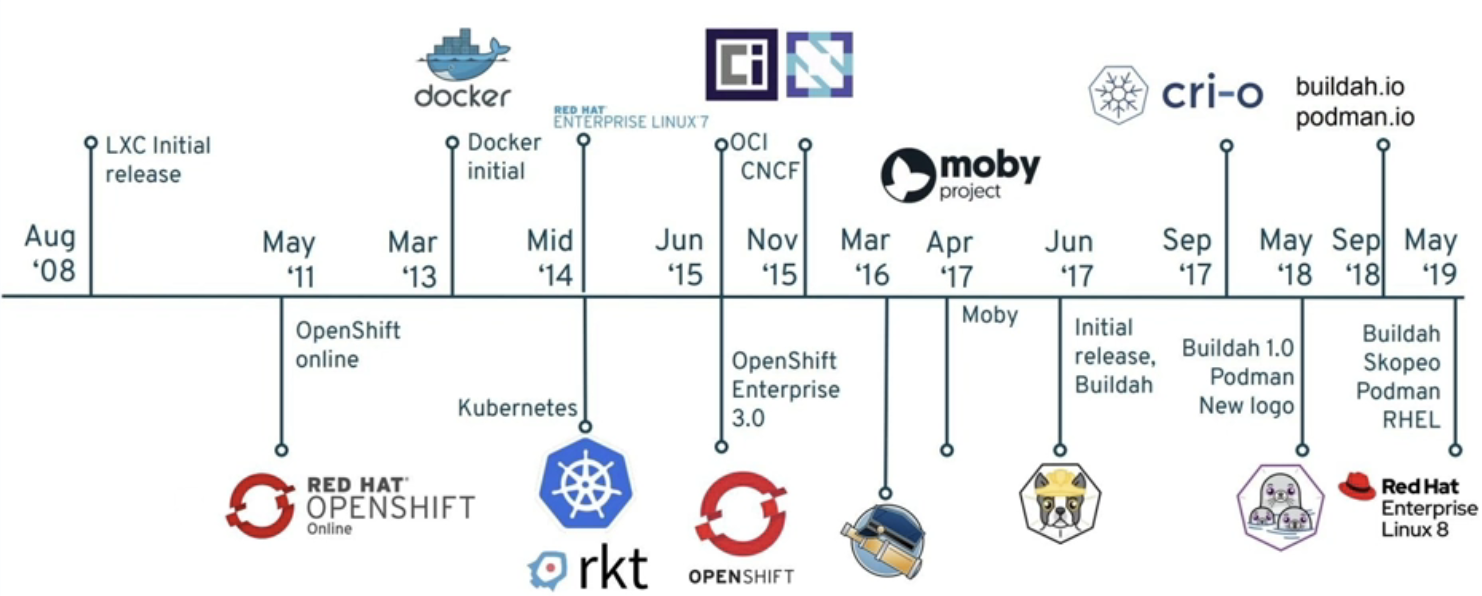 docker
Ci
RED HAT
ENTERPRISE LINUX 7
cri-o
buildah.io
podman.io
LXC Initial
release
Docker
initial
OCI
CNCF
moby
project
Aug
‘08
May
‘11
Mar
‘13
Mid
‘14
Jun
‘15
Nov
‘15
Mar
‘16
Apr
‘17
Jun
‘17
Sep
‘17
May
‘18
Sep
‘18
May
‘19
OpenShift
online
Kubernetes
OpenShift
Enterprise
3.0
Moby
Initial
release,
Buildah
Buildah 1.0
Podman
New logo
Buildah
Skopeo
Podman
RHEL
RED HAT
OPENSHIFT
Online
rkt
OPENSHIFT
Red Hat
Enterprise
Linux 8